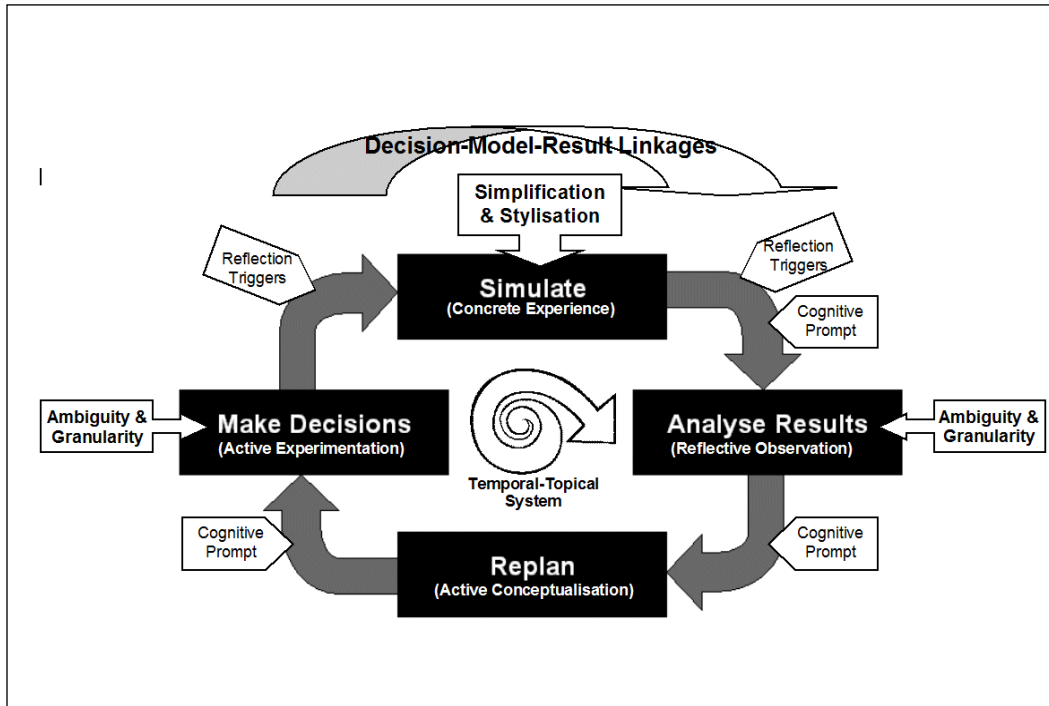 Decision-Model-Result Linkages
Simplification
& Stylisation
Reflection
Triggers
Reflection
Triggers
Simulate
(Concrete Experience)
Cognitive
Prompt
Ambiguity &
Granularity
Make Decisions
(Active Experimentation)
Analyse Results
(Reflective Observation)
Ambiguity &
Granularity
Temporal-Topical
System
Cognitive
Prompt
Replan
(Active Conceptualisation)
Cognitive
Prompt